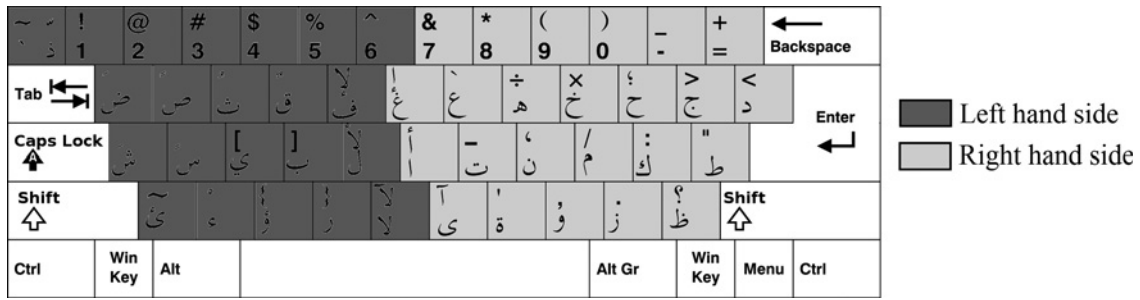 ~ ! @ # $ % ^ & * ( ) _ +
ذ 1 2 3 4 5 6 7 8 9 0 - = Backspace
Tab ض ص ث ق ف غ ع ه خ ح ج د
÷ × ؛ > <
Enter
Caps Lock ش س ي ب ل ا ت ن م ك ط
A [ ] أ - ، / : "
Shift ئ ء ؤ ر لا ى ة و ز ظ Shift
~ آ ' . ؟
Ctrl Win Key Alt Alt Gr Win Key Menu Ctrl
Left hand side
Right hand side